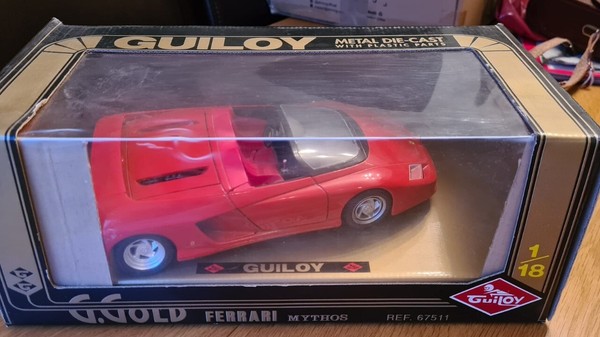 GUILOY
METAL DIE-CAST
WITH PLASTIC PARTS
GUILOY
1/18
GUILOY
G.GOLD FERRARI MYTHOS REF. 67511